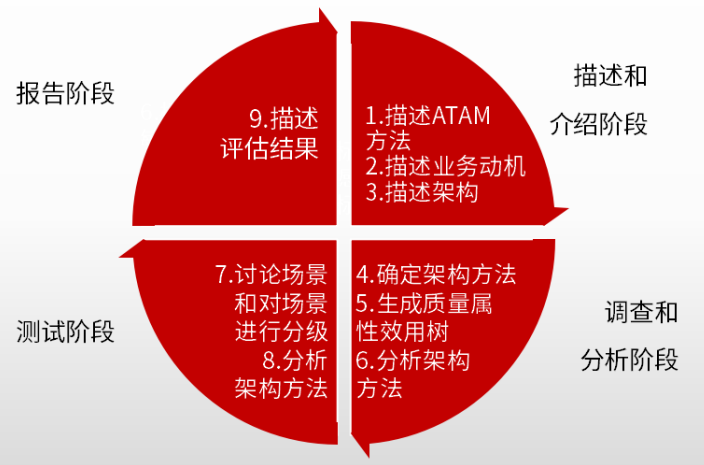 描述和
介绍阶段
1.描述ATAM
方法
2.描述业务动机
3.描述架构
调查和
分析阶段
4.确定架构方法
5.生成质量属
性效用树
6.分析架构
方法
测试阶段
7.讨论场景
和对场景
进行分级
8.分析
架构方法
报告阶段
9.描述
评估结果